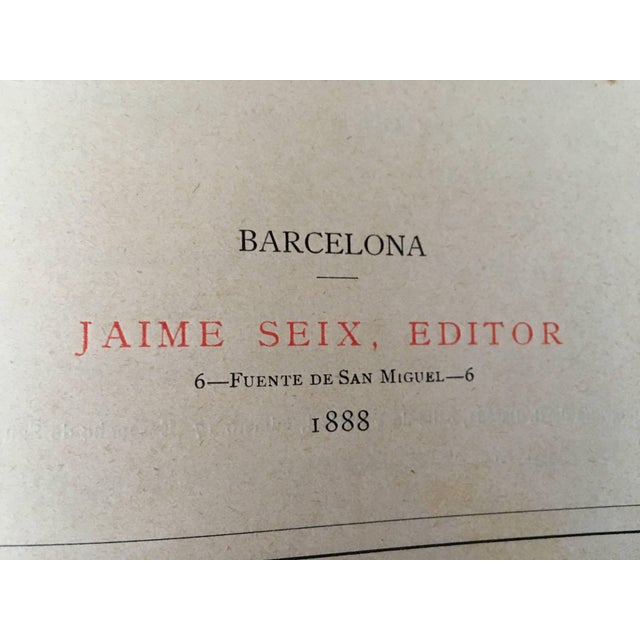 BARCELONA
JAIME SEIX, EDITOR
6—FUENTE DE SAN MIGUEL—6
1888